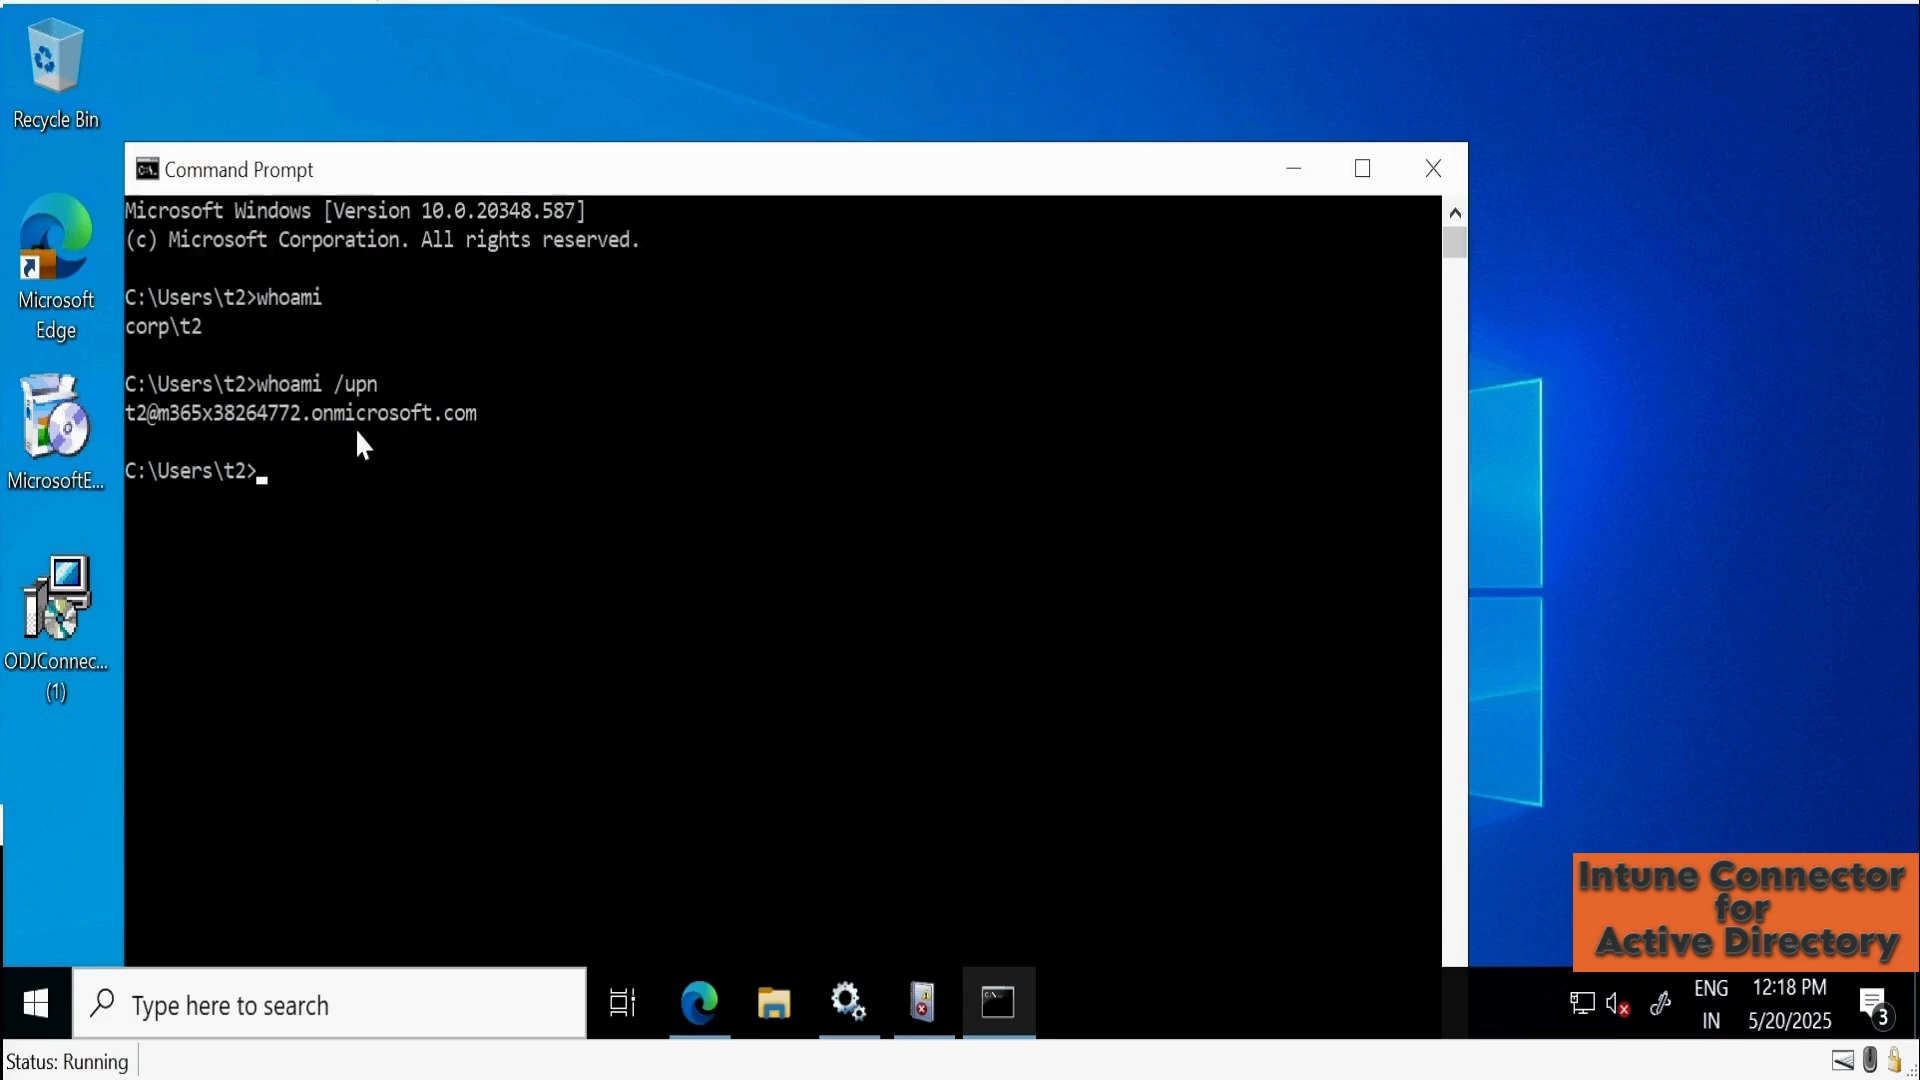 Recycle Bin
Microsoft
Edge
MicrosoftE...
ODJConnec...
(1)
Command Prompt
Microsoft Windows [Version 10.0.20348.587]
(c) Microsoft Corporation. All rights reserved.
C:\Users\t2>whoami
corp\t2
C:\Users\t2>whoami /upn
t2@m365x38264772.onmicrosoft.com
C:\Users\t2>
Intune Connector
for
Active Directory
Type here to search
ENG
IN
12:18 PM
5/20/2025
3
Status: Running